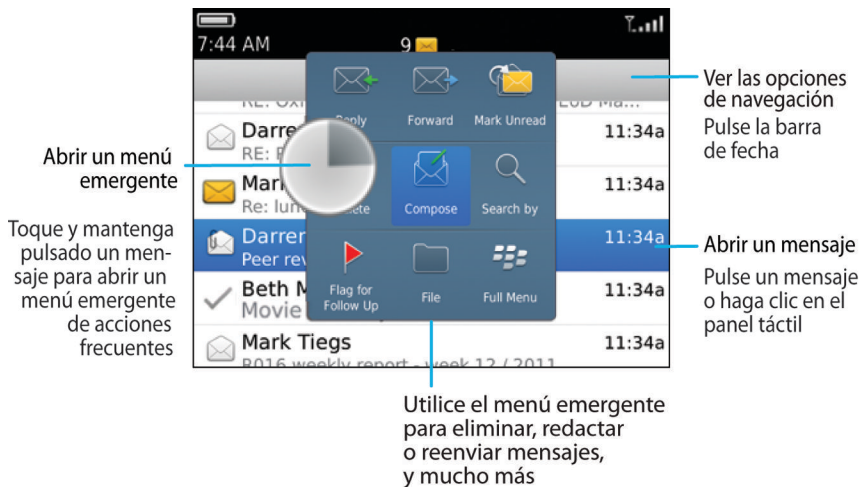 7:44 AM
9
Reply
Forward
Mark Unread
Darre
11:34a
RE:
Mar
11:34a
Re: lun
Compose
Search by
Darren
11:34a
Peer rev
Flag for
Follow Up
File
Full Menu
Beth M
11:34a
Movie
Mark Tiegs
11:34a
R016 weekly report - week 12 / 2011
Ver las opciones
de navegación
Pulse la barra
de fecha
Abrir un menú
emergente
Toque y mantenga
pulsado un men-
saje para abrir un
menú emergente
de acciones
frecuentes
Abrir un mensaje
Pulse un mensaje
o haga clic en el
panel táctil
Utilice el menú emergente
para eliminar, redactar
o reenviar mensajes,
y mucho más